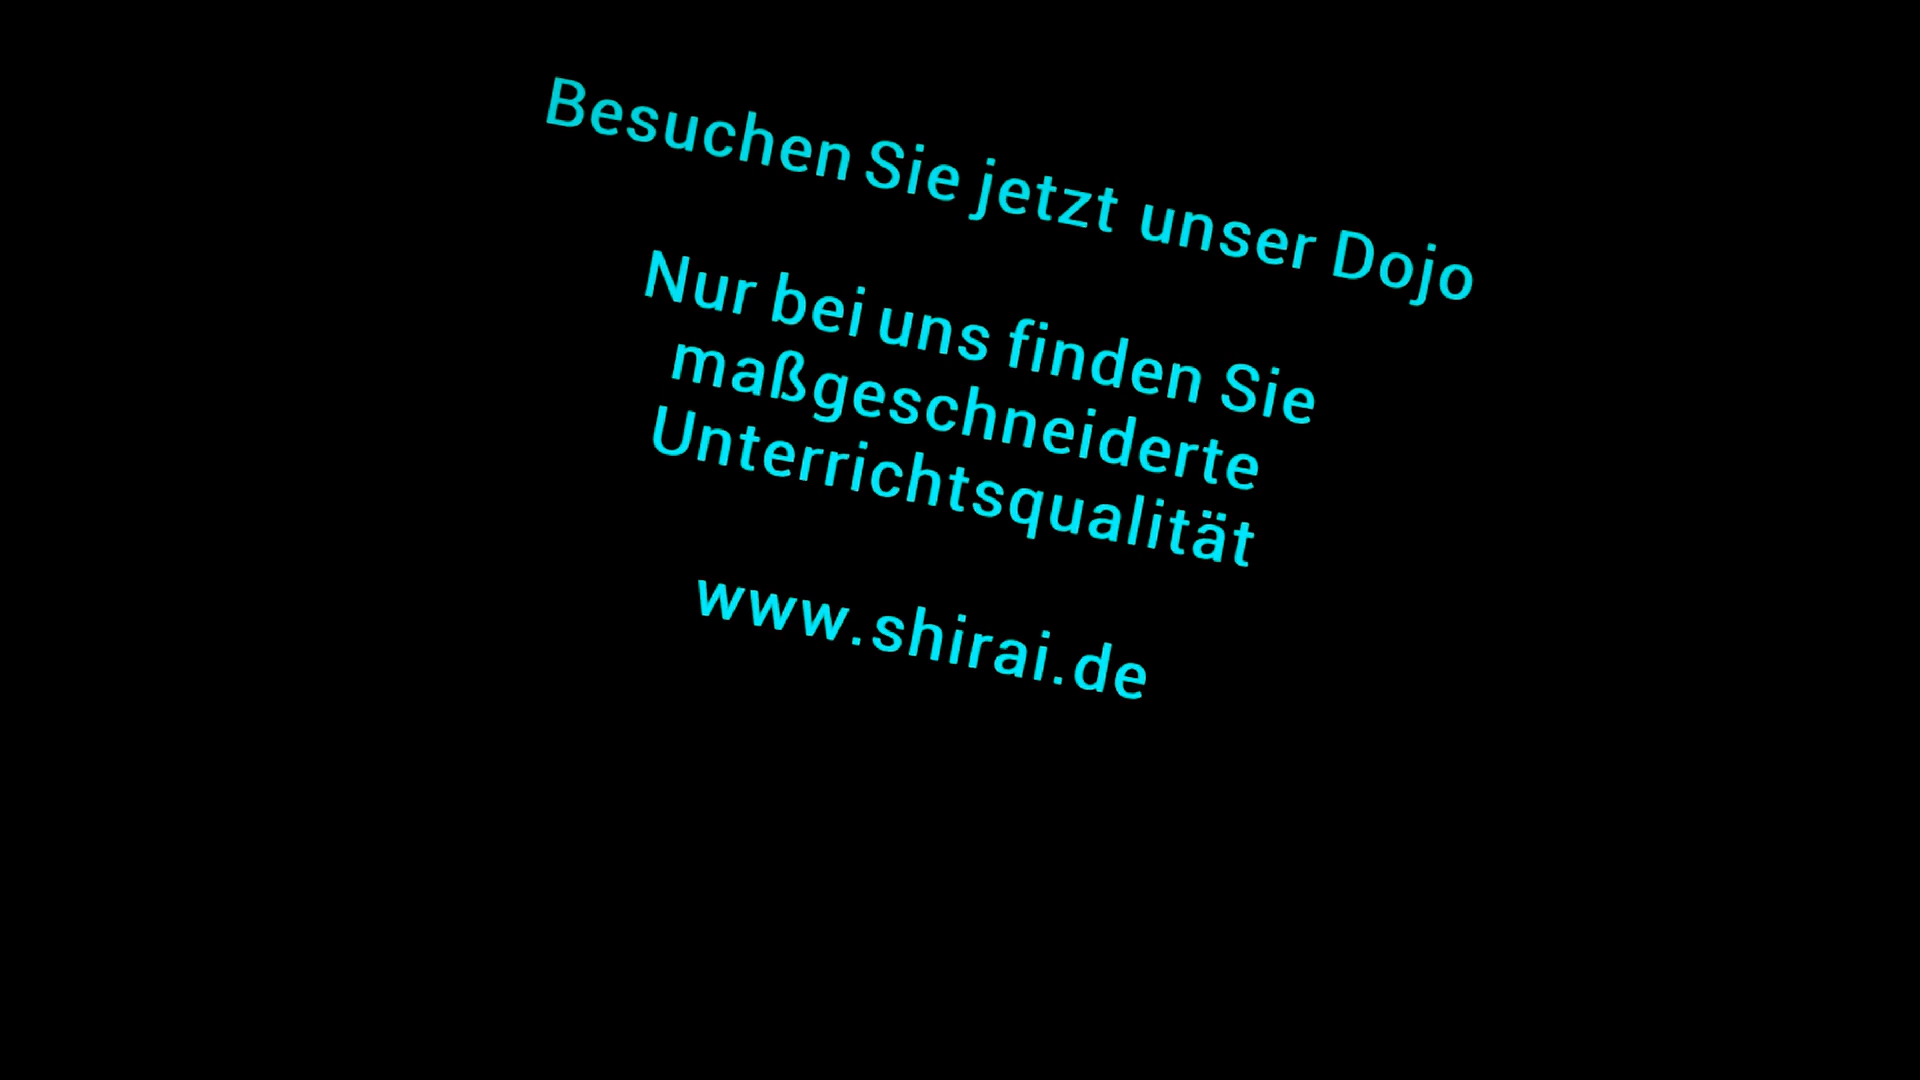 Besuchen Sie jetzt unser Dojo
Nur bei uns finden Sie
maßgeschneiderte
Unterrichtsqualität
www.shirai.de